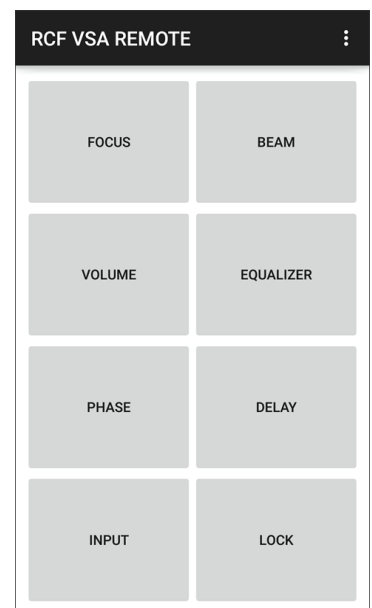 RCF VSA REMOTE
FOCUS
BEAM
VOLUME
EQUALIZER
PHASE
DELAY
INPUT
LOCK